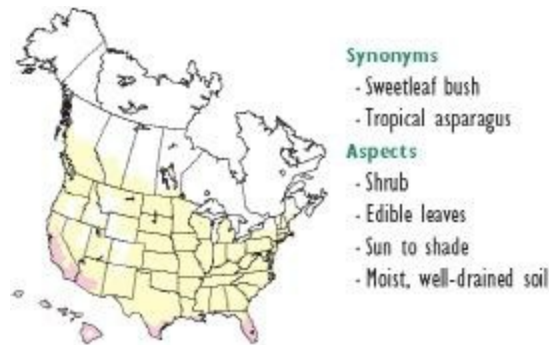 Synonyms
- Sweetleaf bush
- Tropical asparagus
Aspects
- Shrub
- Edible leaves
- Sun to shade
- Moist, well-drained soil